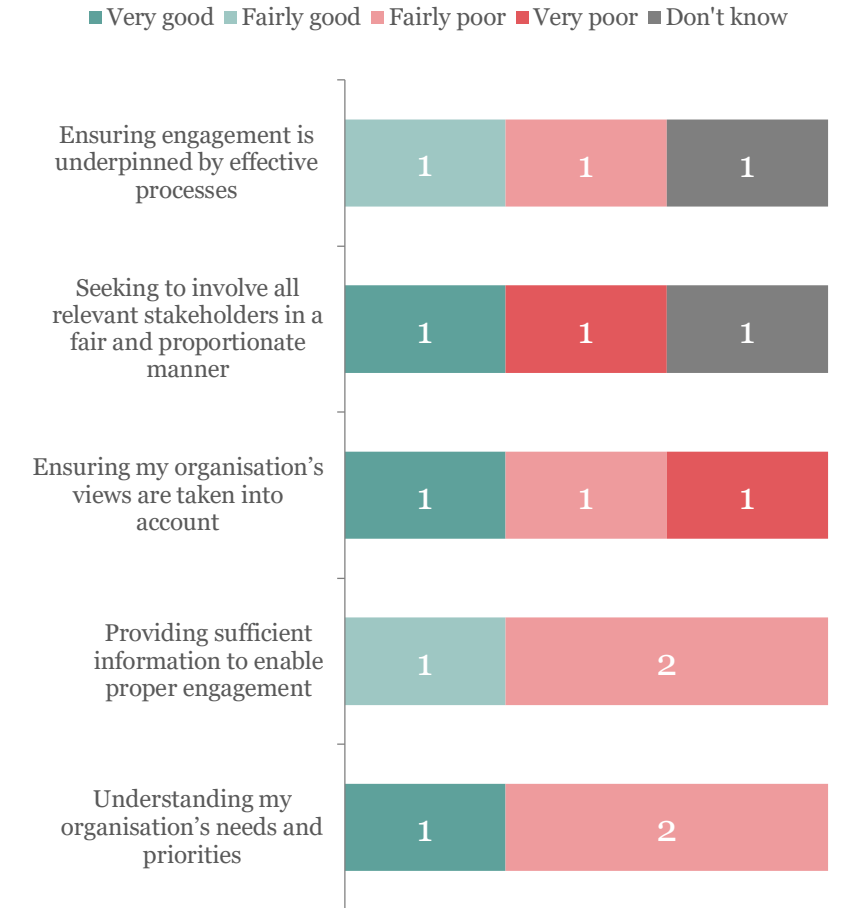 Very good Fairly good Fairly poor Very poor Don't know
Ensuring engagement is
underpinned by effective
processes
1 1 1
Seeking to involve all
relevant stakeholders in a
fair and proportionate
manner
1 1 1
Ensuring my organisation’s
views are taken into
account
1 1 1
Providing sufficient
information to enable
proper engagement
1 2
Understanding my
organisation’s needs and
priorities
1 2